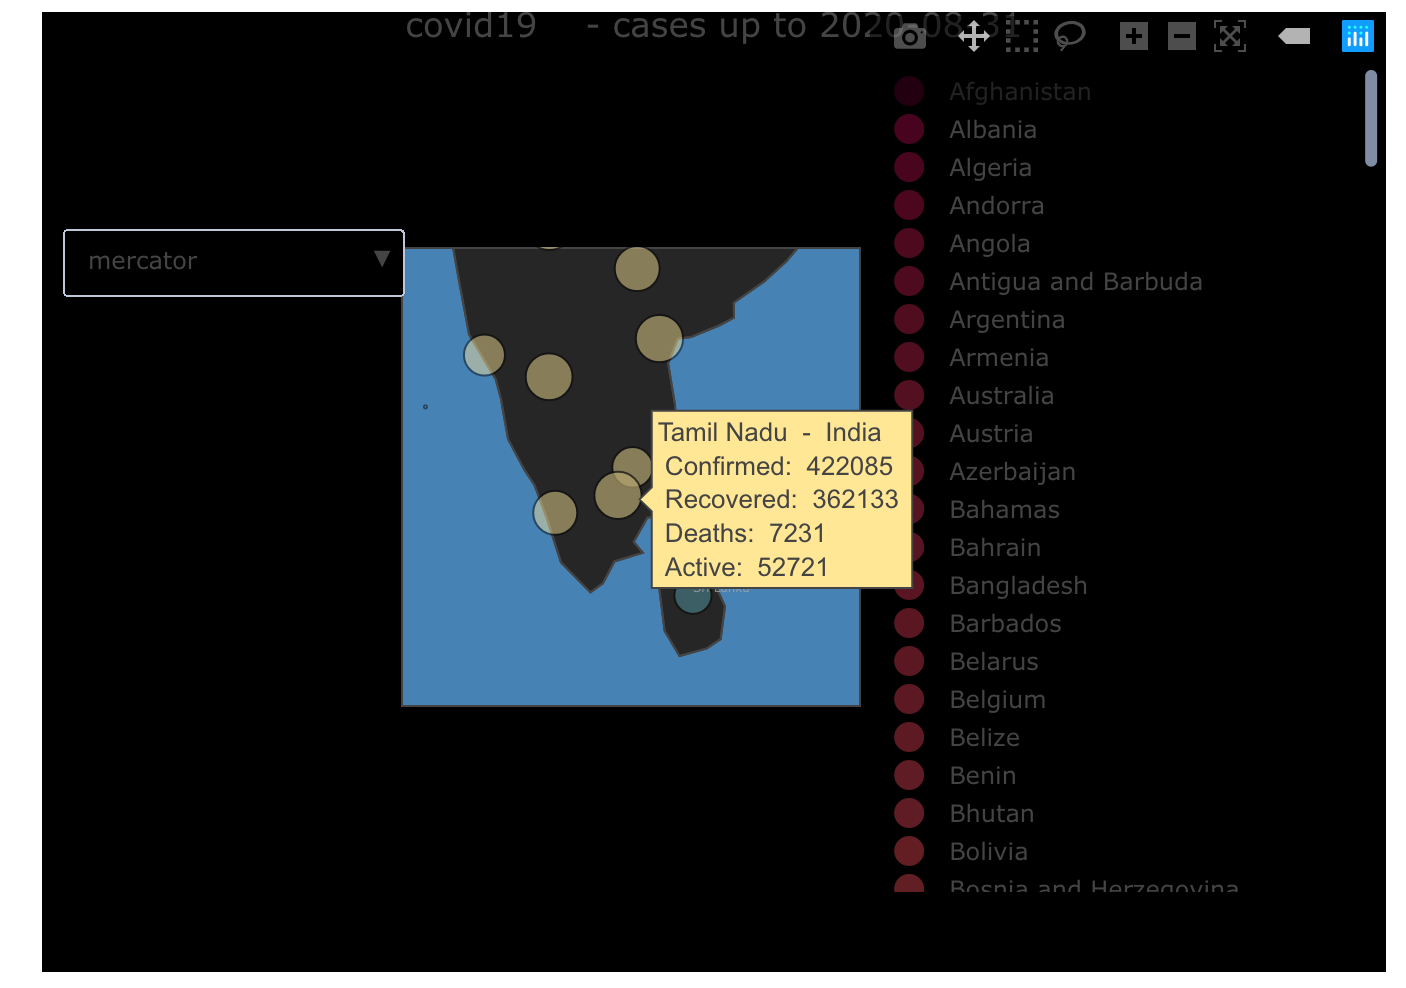 covid19 - cases up to 2020-08-31
mercator ▼
Tamil Nadu - India
Confirmed: 422085
Recovered: 362133
Deaths: 7231
Active: 52721
Sri Lanka
Afghanistan
Albania
Algeria
Andorra
Angola
Antigua and Barbuda
Argentina
Armenia
Australia
Austria
Azerbaijan
Bahamas
Bahrain
Bangladesh
Barbados
Belarus
Belgium
Belize
Benin
Bhutan
Bolivia
Bosnia and Herzegovina